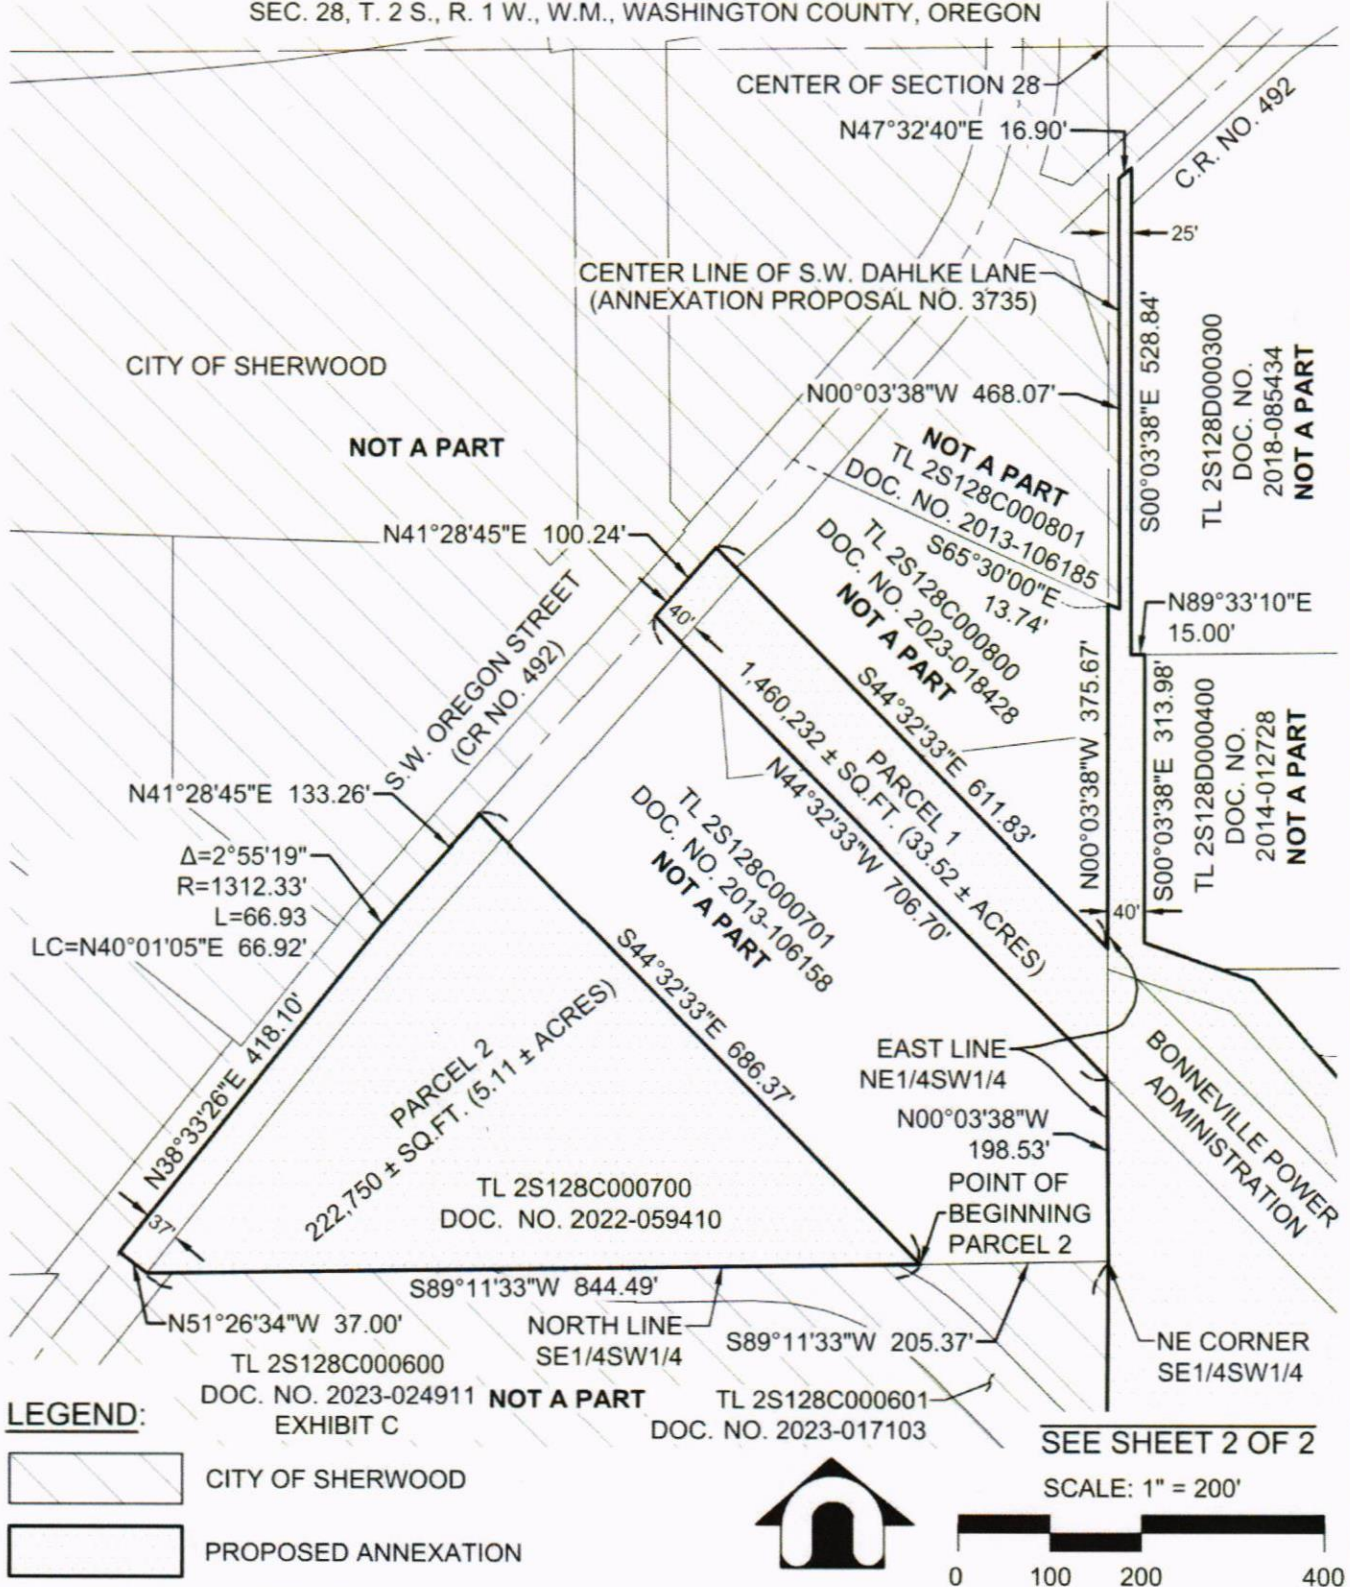 SEC. 28, T. 2 S., R. 1 W., W.M., WASHINGTON COUNTY, OREGON
CENTER OF SECTION 28
N47°32'40"E 16.90'
C.R. NO. 492
25'
CENTER LINE OF S.W. DAHLKE LANE
(ANNEXATION PROPOSAL NO. 3735)
S00°03'38"E 528.84'
TL 2S128D000300
DOC. NO.
2018-085434
NOT A PART
CITY OF SHERWOOD
N00°03'38"W 468.07'
NOT A PART
NOT A PART
TL 2S128C000801
DOC. NO. 2013-106185
S65°30'00"E
13.74'
TL 2S128C000800
DOC. NO. 2023-018428
NOT A PART
N41°28'45"E 100.24'
40'
S.W. OREGON STREET
(CR NO. 492)
N89°33'10"E
15.00'
N00°03'38"W 375.67'
S00°03'38"E 313.98'
TL 2S128D000400
DOC. NO.
2014-012728
NOT A PART
S44°32'33"E 611.83'
PARCEL 1
1,460,232 ± SQ.FT. (33.52 ± ACRES)
N44°32'33"W 706.70'
40'
N41°28'45"E 133.26'
Δ=2°55'19"
R=1312.33'
L=66.93
LC=N40°01'05"E 66.92'
TL 2S128C000701
DOC. NO. 2013-106158
NOT A PART
S44°32'33"E 686.37'
N38°33'26"E 418.10'
PARCEL 2
222,750 ± SQ.FT. (5.11 ± ACRES)
EAST LINE
NE1/4SW1/4
N00°03'38"W
198.53'
BONNEVILLE POWER
ADMINISTRATION
POINT OF
BEGINNING
PARCEL 2
TL 2S128C000700
DOC. NO. 2022-059410
37'
S89°11'33"W 844.49'
N51°26'34"W 37.00'
NORTH LINE
SE1/4SW1/4
S89°11'33"W 205.37'
NE CORNER
SE1/4SW1/4
TL 2S128C000600
DOC. NO. 2023-024911
EXHIBIT C
NOT A PART
TL 2S128C000601
DOC. NO. 2023-017103
LEGEND:
CITY OF SHERWOOD
PROPOSED ANNEXATION
SEE SHEET 2 OF 2
SCALE: 1" = 200'
0 100 200 400